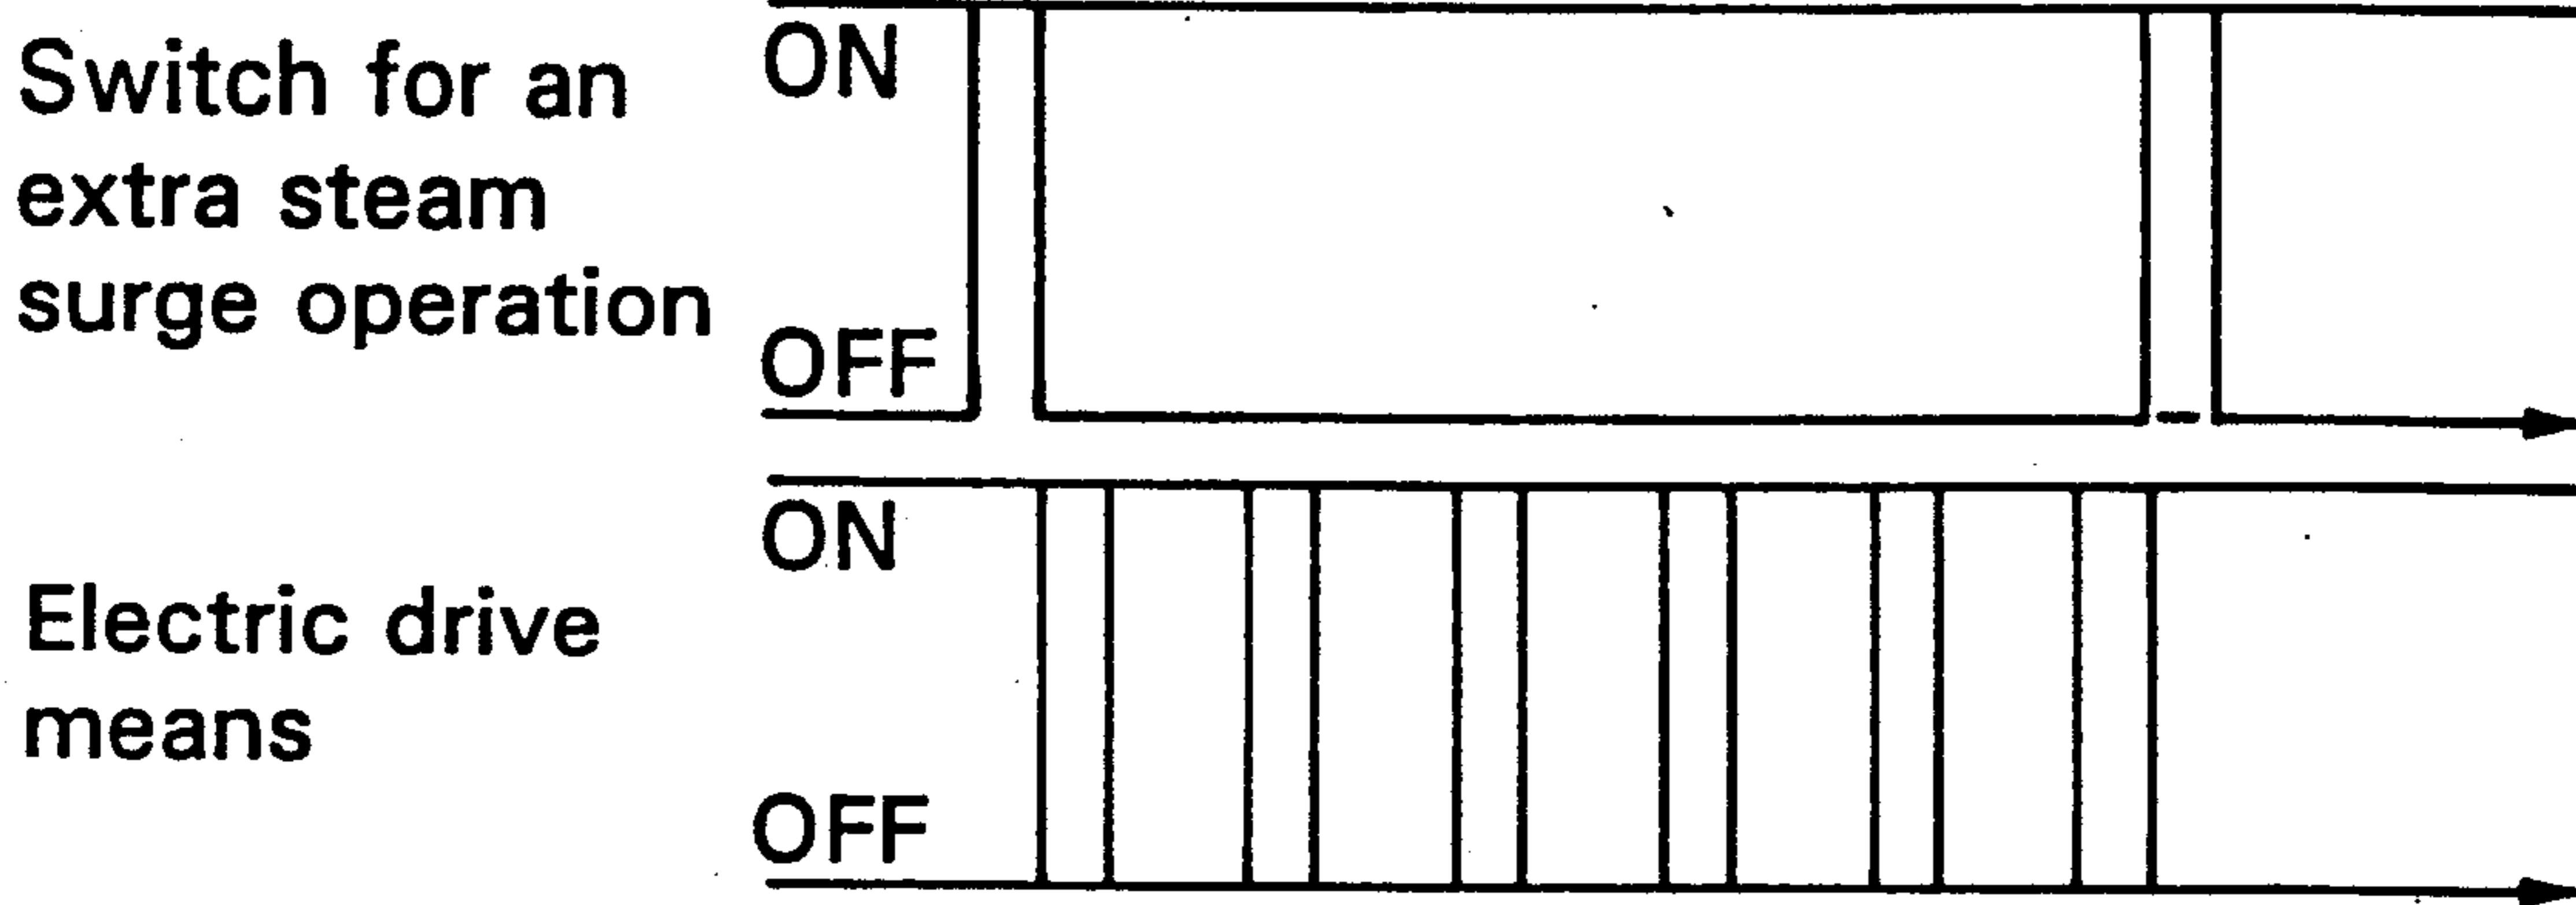 Switch for an
extra steam
surge operation
ON
OFF
Electric drive
means
ON
OFF